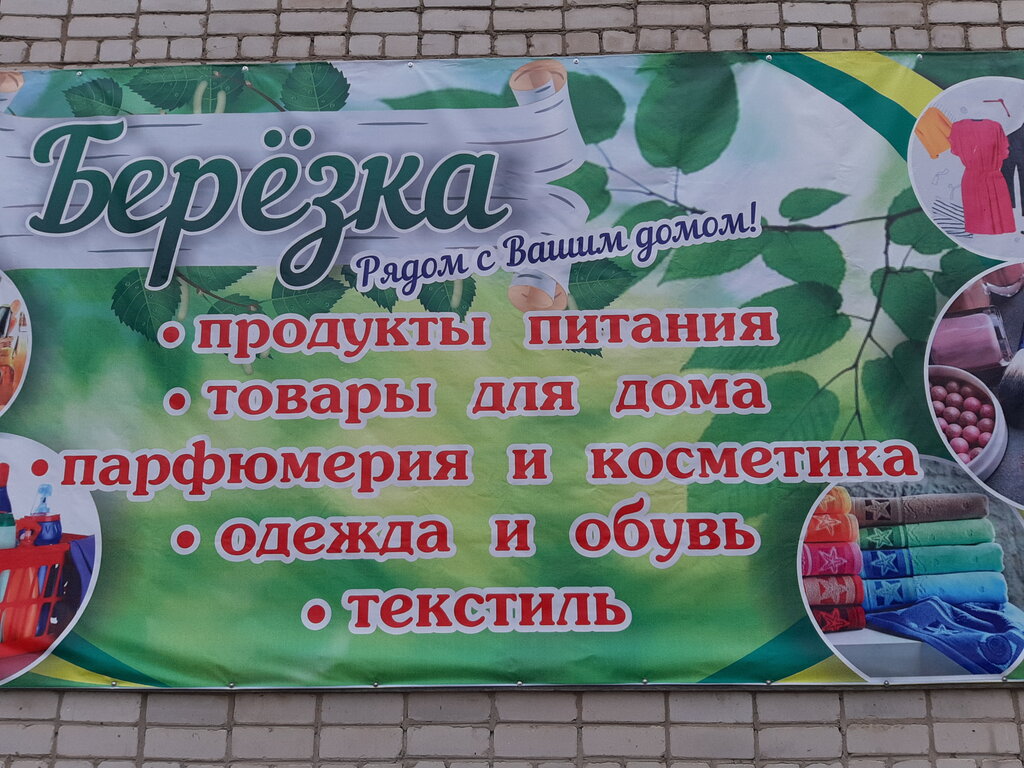 Берёзка
Рядом с Вашим домом!
• продукты питания
• товары для дома
• парфюмерия и косметика
• одежда и обувь
• текстиль